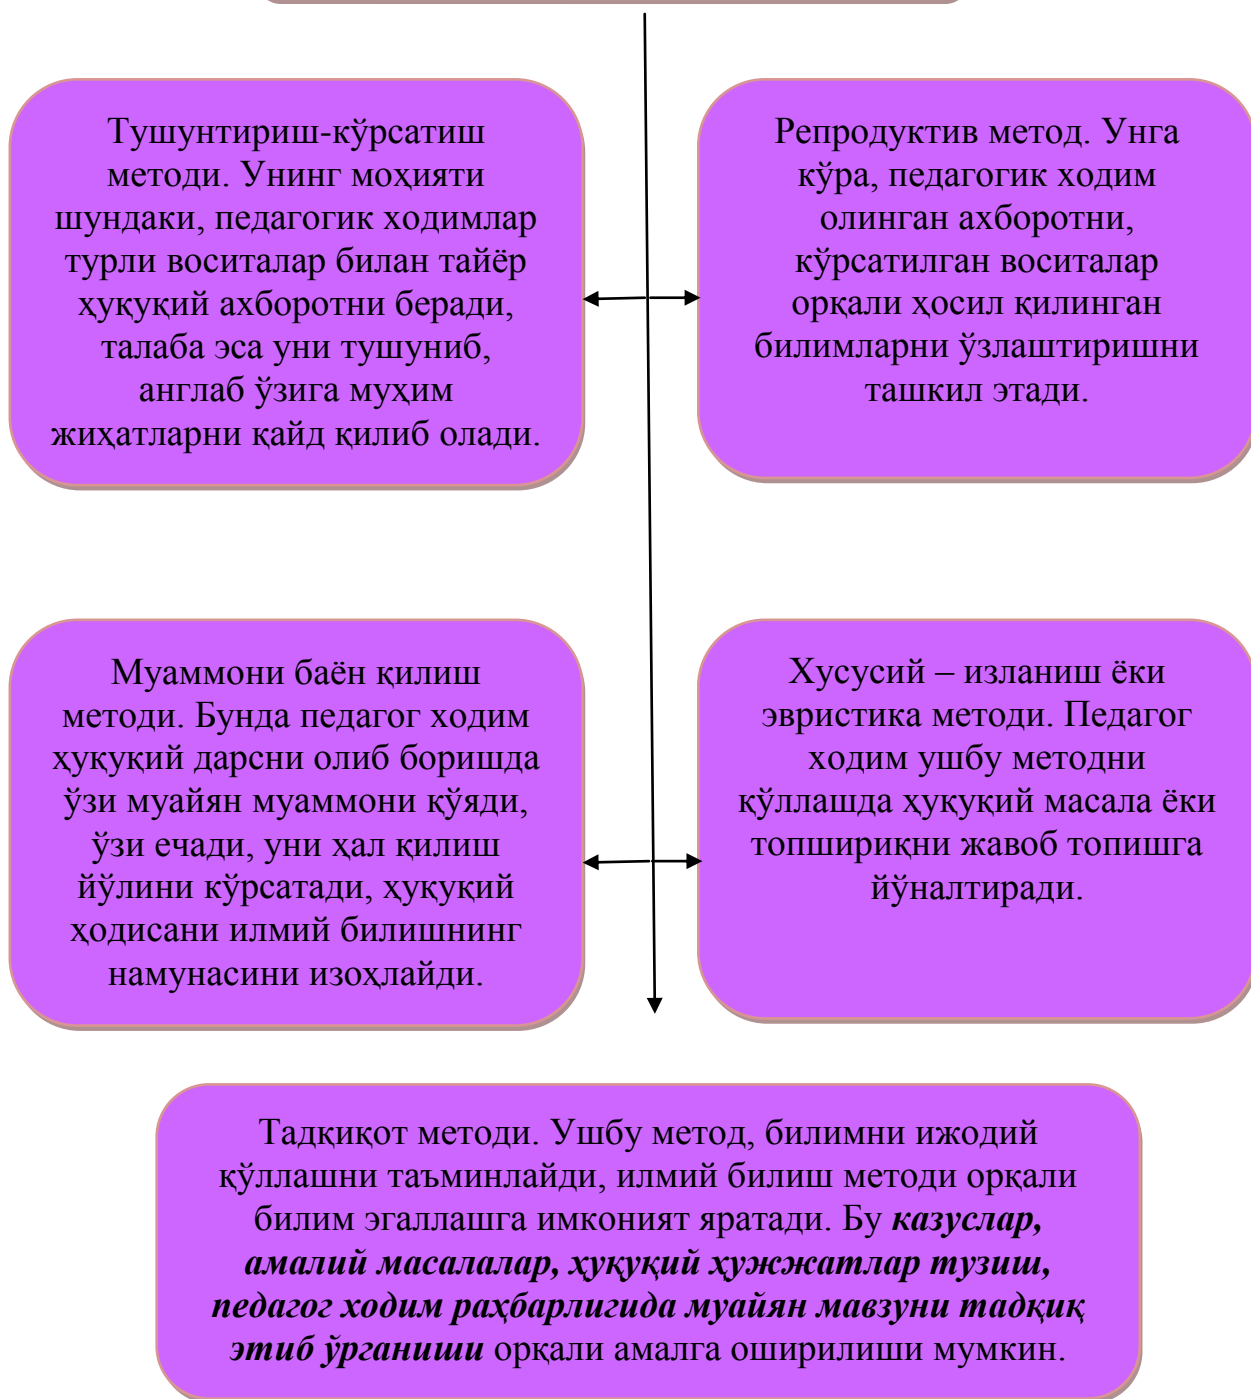 Тушунтириш-кўрсатиш
методи. Унинг моҳияти
шундаки, педагогик ходимлар
турли воситалар билан тайёр
ҳуқуқий ахборотни беради,
талаба эса уни тушуниб,
англаб ўзига муҳим
жиҳатларни қайд қилиб олади.
Репродуктив метод. Унга
кўра, педагогик ходим
олинган ахборотни,
кўрсатилган воситалар
орқали ҳосил қилинган
билимларни ўзлаштиришни
ташкил этади.
Муаммони баён қилиш
методи. Бунда педагог ходим
ҳуқуқий дарсни олиб боришда
ўзи муайян муаммони қўяди,
ўзи ечади, уни ҳал қилиш
йўлини кўрсатади, ҳуқуқий
ҳодисани илмий билишнинг
намунасини изоҳлайди.
Хусусий – изланиш ёки
эвристика методи. Педагог
ходим ушбу методни
қўллашда ҳуқуқий масала ёки
топшириқни жавоб топишга
йўналтиради.
Тадқиқот методи. Ушбу метод, билимни ижодий
қўллашни таъминлайди, илмий билиш методи орқали
билим эгаллашга имконият яратади. Бу казуслар,
амалий масалалар, ҳуқуқий ҳужжатлар тузиш,
педагог ходим раҳбарлигида муайян мавзуни тадқиқ
этиб ўрганиши орқали амалга оширилиши мумкин.